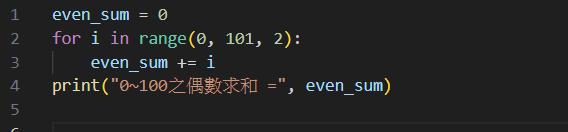 1 even_sum = 0
2 for i in range(0, 101, 2):
3     even_sum += i
4 print("0~100之偶數求和 =", even_sum)
5